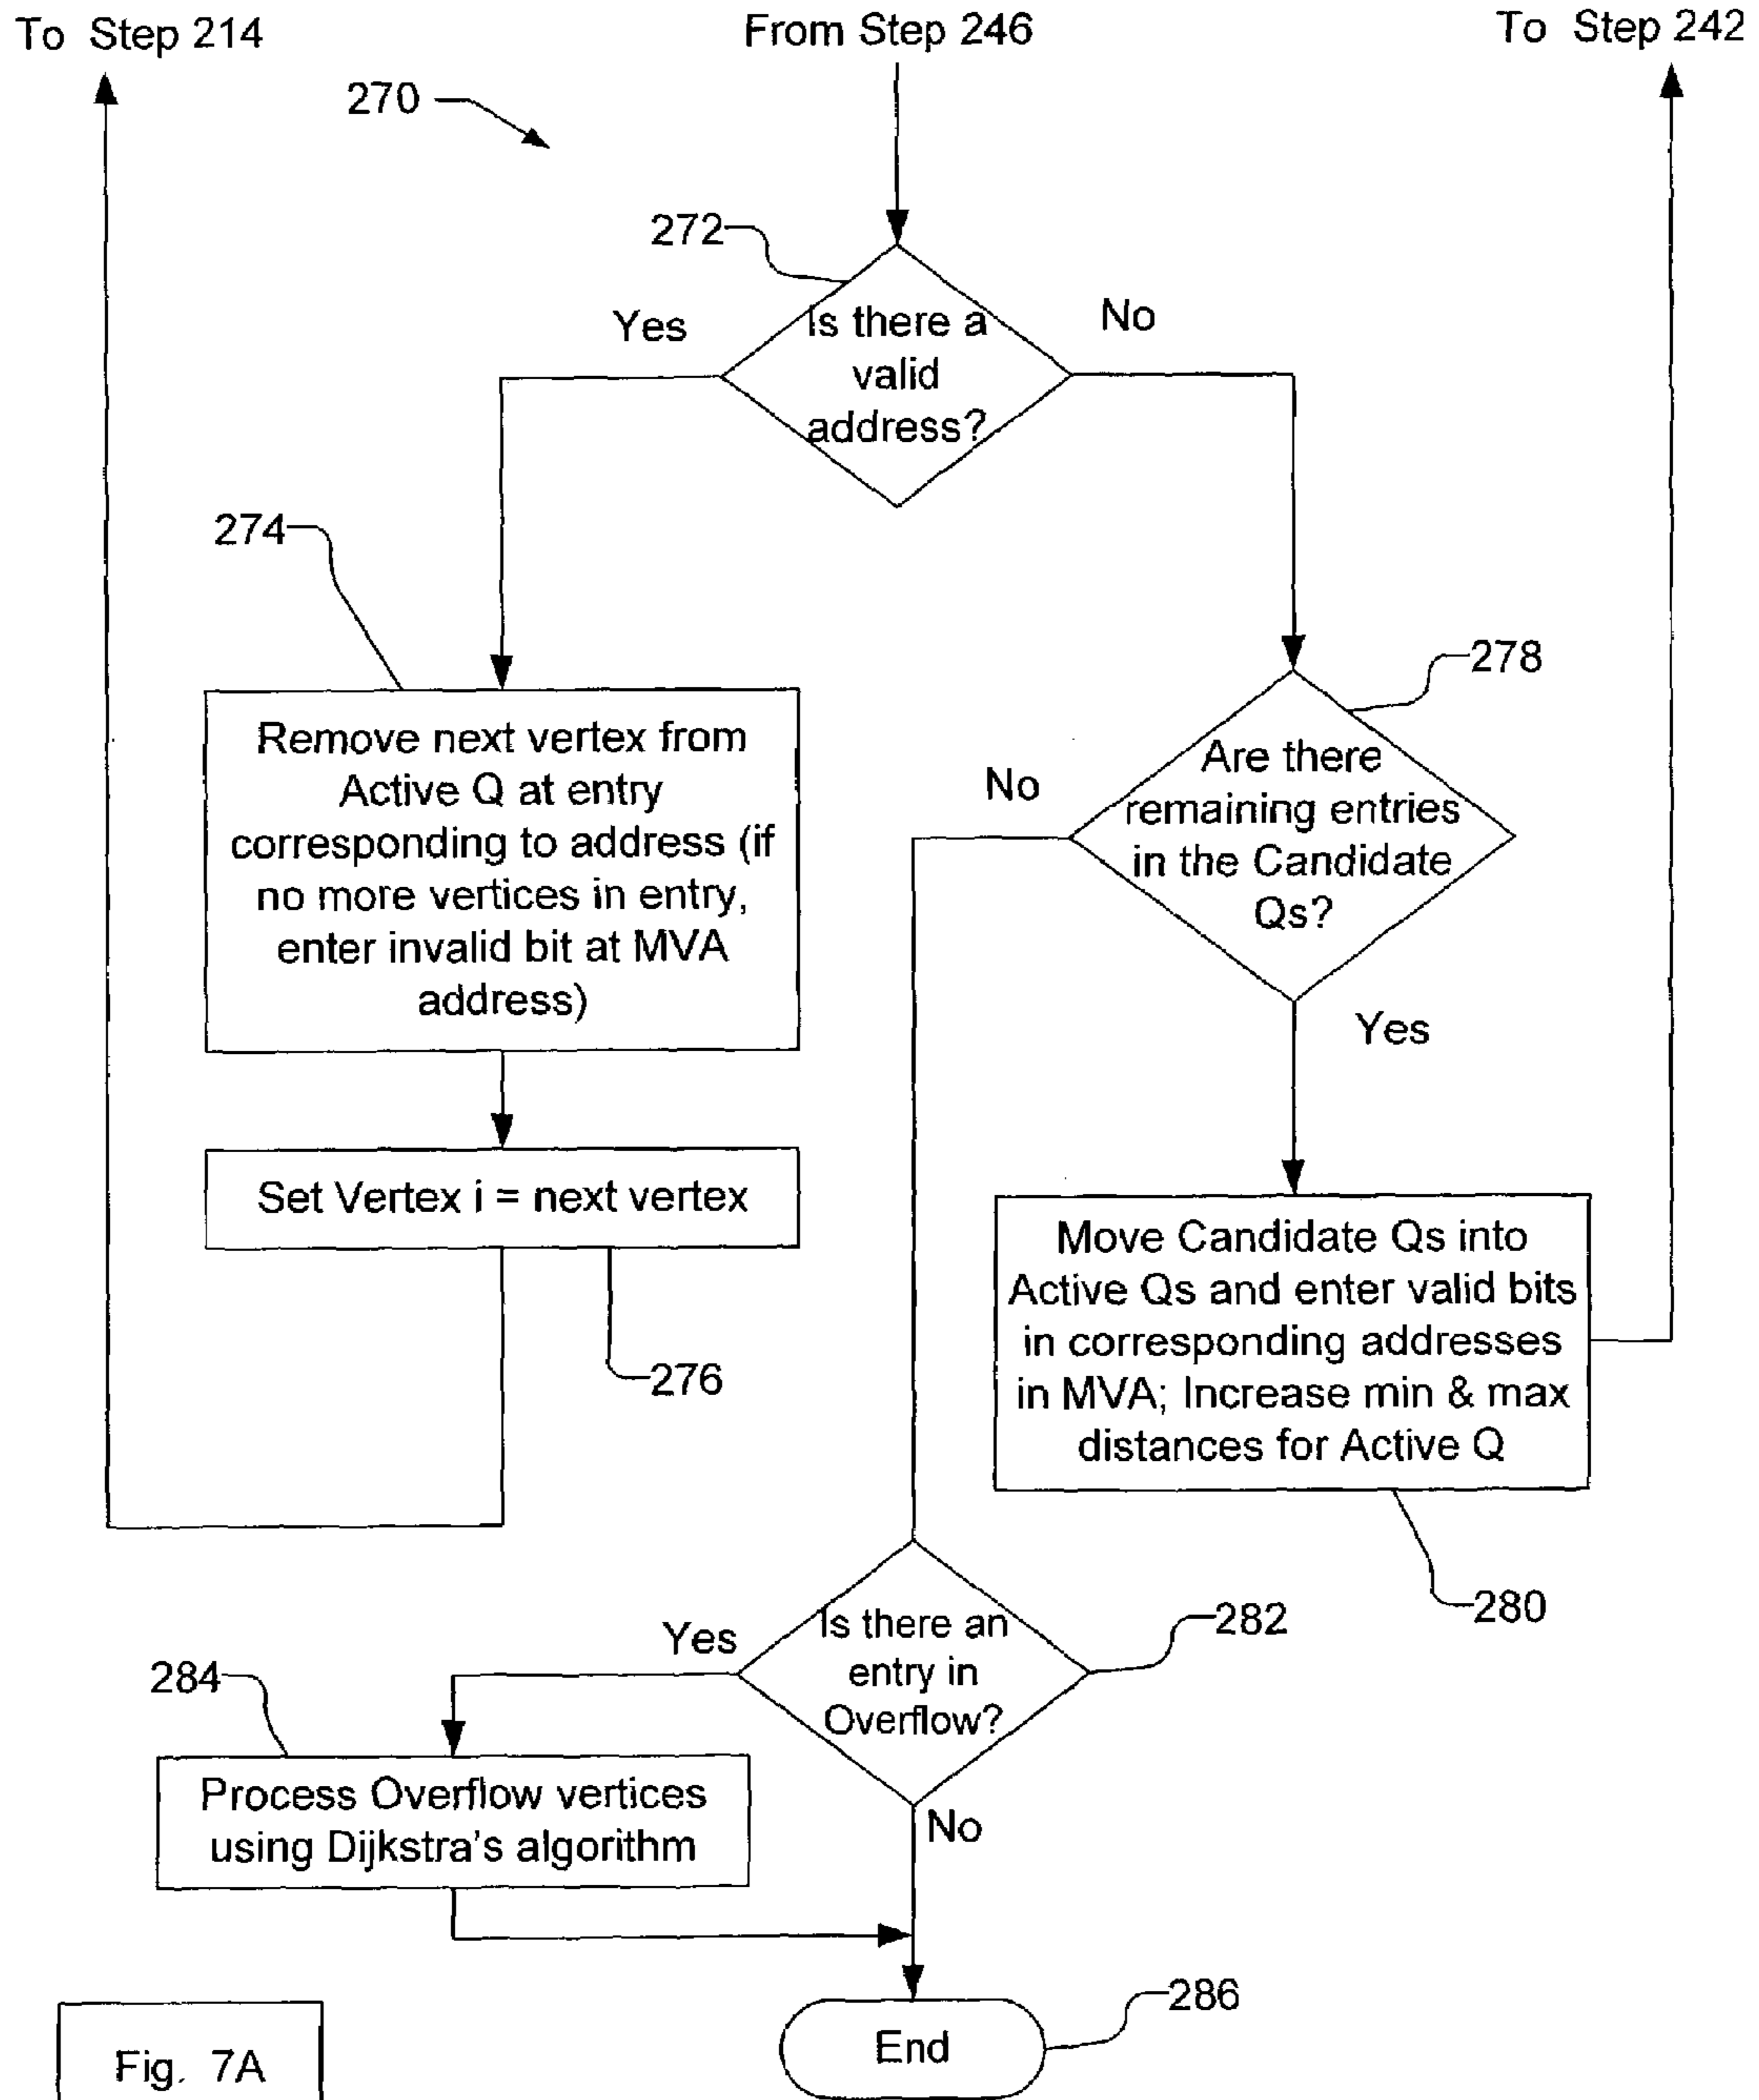 To Step 214
From Step 246
To Step 242
270
272
Is there a
valid
address?
Yes
No
274
278
Remove next vertex from
Active Q at entry
corresponding to address (if
no more vertices in entry,
enter invalid bit at MVA
address)
Are there
remaining entries
in the Candidate
Qs?
No
Yes
Set Vertex i = next vertex
276
Move Candidate Qs into
Active Qs and enter valid bits
in corresponding addresses
in MVA; Increase min & max
distances for Active Q
280
Is there an
entry in
Overflow?
282
Yes
No
284
Process Overflow vertices
using Dijkstra's algorithm
286
End
Fig. 7A